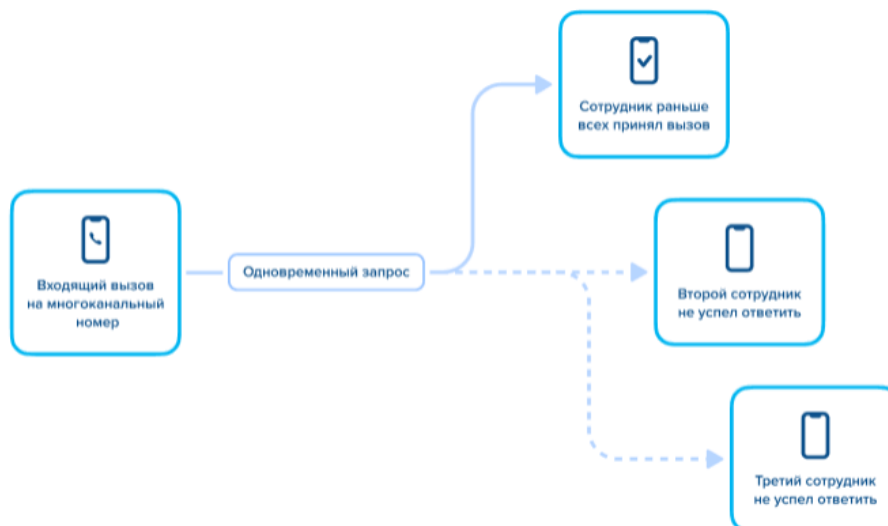 Сотрудник раньше
всех принял вызов
Входящий вызов
на многоканальный
номер
Одновременный запрос
Второй сотрудник
не успел ответить
Третий сотрудник
не успел ответить